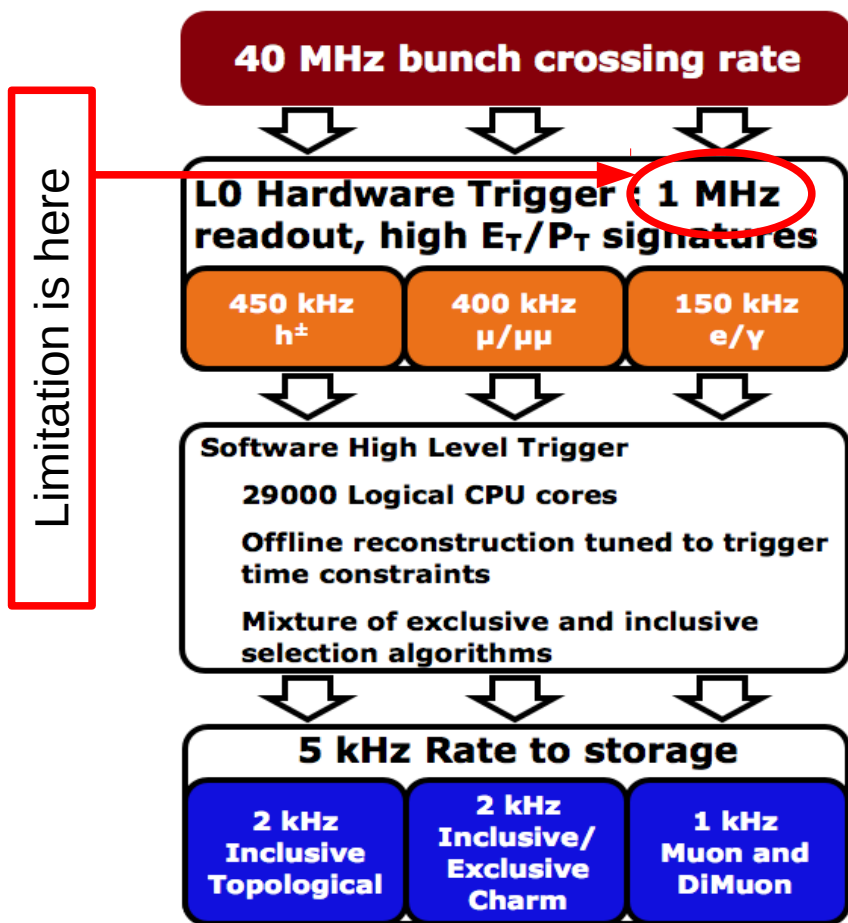 40 MHz bunch crossing rate
Limitation is here
L0 Hardware Trigger : 1 MHz
readout, high E_T/P_T signatures
450 kHz
h^±
400 kHz
μ/μμ
150 kHz
e/γ
Software High Level Trigger
29000 Logical CPU cores
Offline reconstruction tuned to trigger
time constraints
Mixture of exclusive and inclusive
selection algorithms
5 kHz Rate to storage
2 kHz
Inclusive
Topological
2 kHz
Inclusive/
Exclusive
Charm
1 kHz
Muon and
DiMuon